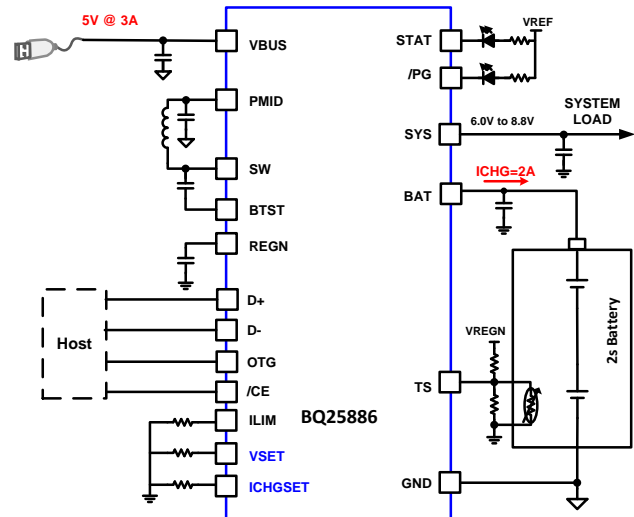 5V @ 3A
VBUS
PMID
SW
BTST
REGN
D+
D-
OTG
/CE
ILIM
VSET
ICHGSET
Host
BQ25886
STAT
/PG
SYS
BAT
TS
GND
VREF
SYSTEM
LOAD
6.0V to 8.8V
ICHG=2A
VREGN
2s Battery